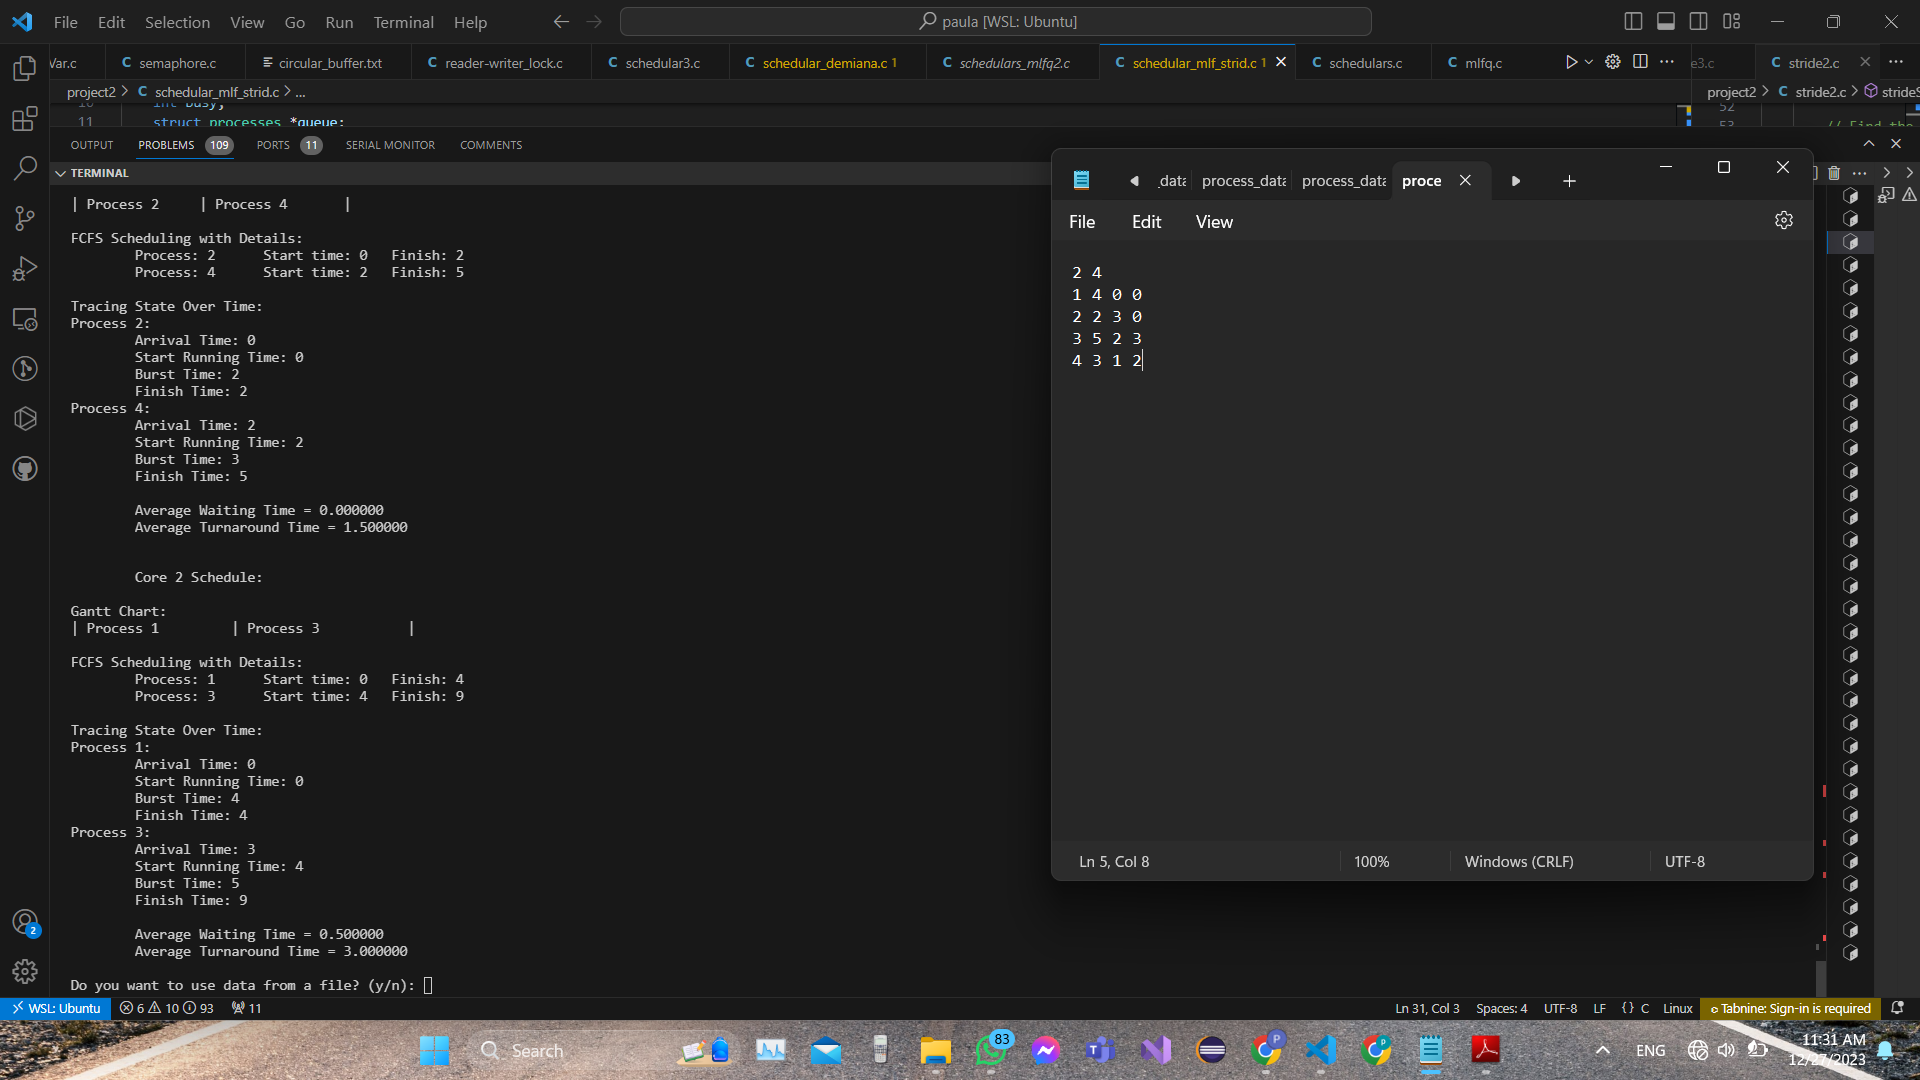 File Edit Selection View Go Run Terminal Help
paula [WSL: Ubuntu]
Var.c semaphore.c circular_buffer.txt reader-writer_lock.c schedular3.c schedular_demiana.c 1 schedulars_mlfq2.c schedular_mlf_strid.c 1 schedulars.c mlfq.c e3.c stride2.c
project2 > schedular_mlf_strid.c > ...
project2 > stride2.c > strideS
10 int busy;
11 struct processes *queue;
52
53 // Find the
OUTPUT PROBLEMS 109 PORTS 11 SERIAL MONITOR COMMENTS
TERMINAL
| Process 2 | Process 4 |
FCFS Scheduling with Details:
Process: 2 Start time: 0 Finish: 2
Process: 4 Start time: 2 Finish: 5
Tracing State Over Time:
Process 2:
Arrival Time: 0
Start Running Time: 0
Burst Time: 2
Finish Time: 2
Process 4:
Arrival Time: 2
Start Running Time: 2
Burst Time: 3
Finish Time: 5
Average Waiting Time = 0.000000
Average Turnaround Time = 1.500000
Core 2 Schedule:
Gantt Chart:
| Process 1 | Process 3 |
FCFS Scheduling with Details:
Process: 1 Start time: 0 Finish: 4
Process: 3 Start time: 4 Finish: 9
Tracing State Over Time:
Process 1:
Arrival Time: 0
Start Running Time: 0
Burst Time: 4
Finish Time: 4
Process 3:
Arrival Time: 3
Start Running Time: 4
Burst Time: 5
Finish Time: 9
Average Waiting Time = 0.500000
Average Turnaround Time = 3.000000
Do you want to use data from a file? (y/n):
_data process_data process_data proce
File Edit View
2 4
1 4 0 0
2 2 3 0
3 5 2 3
4 3 1 2
Ln 5, Col 8 100% Windows (CRLF) UTF-8
2
WSL: Ubuntu 6 10 93 11 Ln 31, Col 3 Spaces: 4 UTF-8 LF {} C Linux Tabnine: Sign-in is required
Search 83 ENG 11:31 AM
12/27/2023